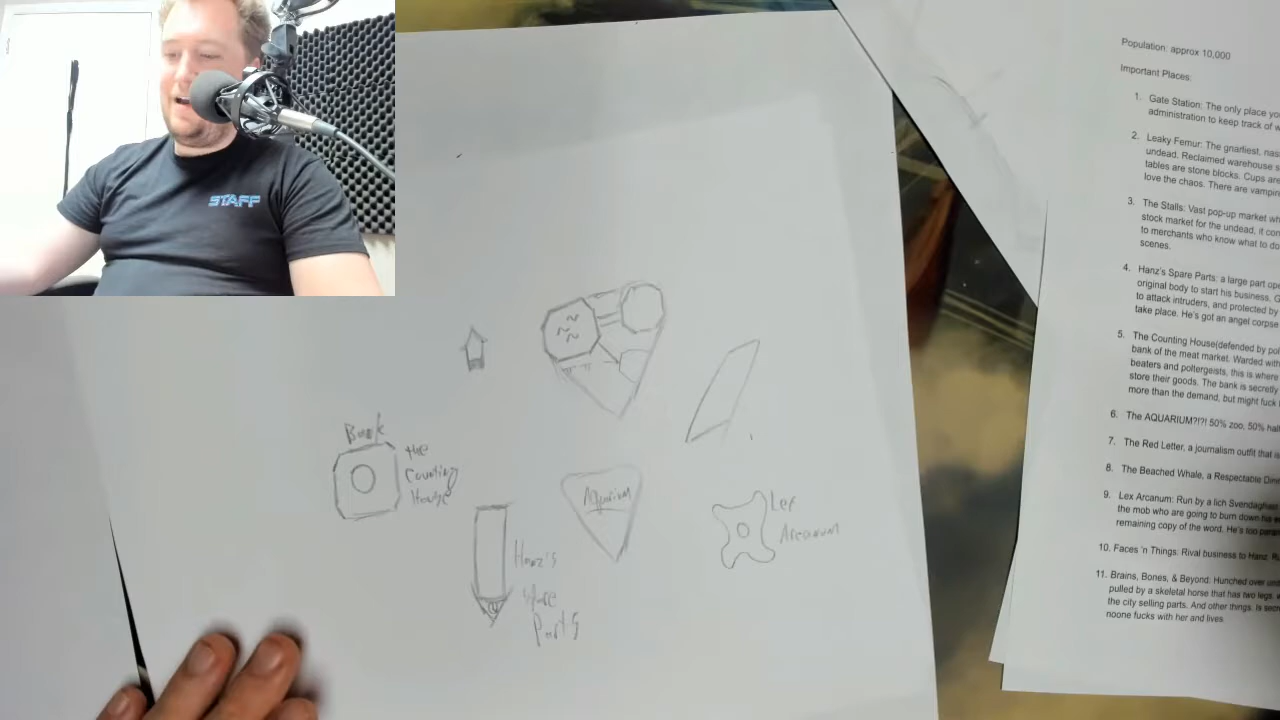 STAFF
Bank
the
Counting
House
Aquarium
Lex
Arcanum
Hanz's
Spare
Parts
Population: approx 10,000
Important Places:
1. Gate Station: The only place yo
administration to keep track of w
2. Leaky Femur: The gnarliest, nas
undead. Reclaimed warehouse s
tables are stone blocks. Cups are
love the chaos. There are vampir
3. The Stalls: Vast pop-up market wh
stock market for the undead, it con
to merchants who know what to do
scenes.
4. Hanz's Spare Parts: a large part ope
original body to start his business. G
to attack intruders, and protected by
take place. He's got an angel corpse
5. The Counting House(defended by pol
bank of the meat market. Warded with
beaters and poltergeists, this is where
store their goods. The bank is secretly
more than the demand, but might fuck
6. The AQUARIUM?!?! 50% zoo, 50% hal
7. The Red Letter, a journalism outfit that is
8. The Beached Whale, a Respectable Din
9. Lex Arcanum: Run by a lich
the mob who are going to burn down his
remaining copy of the word. He's too
10. Faces 'n Things: Rival business to Hanz.
11. Brains, Bones, & Beyond: Hunched over
pulled by a skeletal horse that has two legs.
the city selling parts. And other things. Is
noone fucks with her and lives